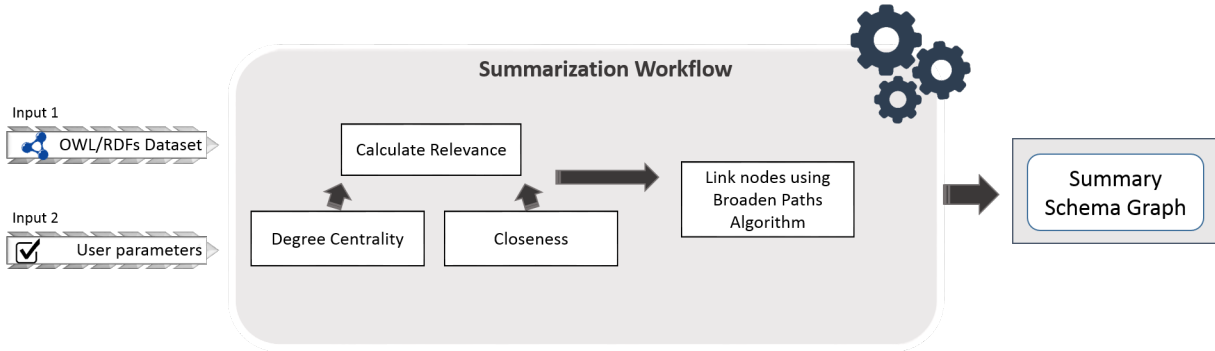 Summarization Workflow
Input 1
OWL/RDFs Dataset
Input 2
User parameters
Calculate Relevance
Degree Centrality
Closeness
Link nodes using
Broaden Paths
Algorithm
Summary
Schema Graph